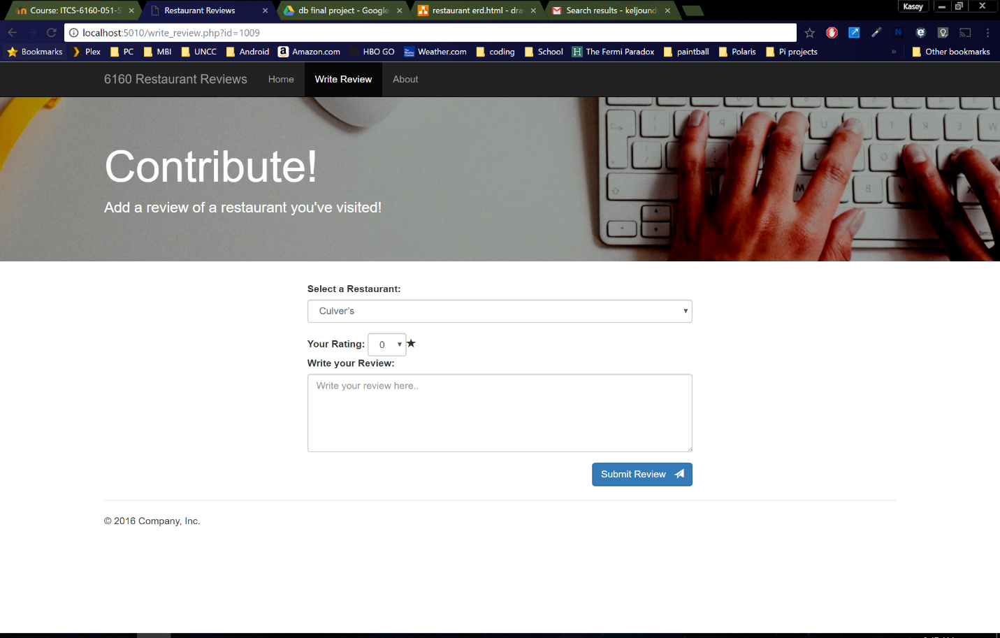 Course: ITCS-6160-051-S
Restaurant Reviews
db final project - Google
restaurant erd.html - dra
Search results - keljound
Kasey
localhost:5010/write_review.php?id=1009
Bookmarks
Plex
PC
MBI
UNCC
Android
Amazon.com
HBO GO
Weather.com
coding
School
The Fermi Paradox
paintball
Polaris
Pi projects
»
Other bookmarks
6160 Restaurant Reviews
Home
Write Review
About
Contribute!
Add a review of a restaurant you've visited!
Select a Restaurant:
Culver's
Your Rating: 0 ★
Write your Review:
Write your review here..
Submit Review
© 2016 Company, Inc.